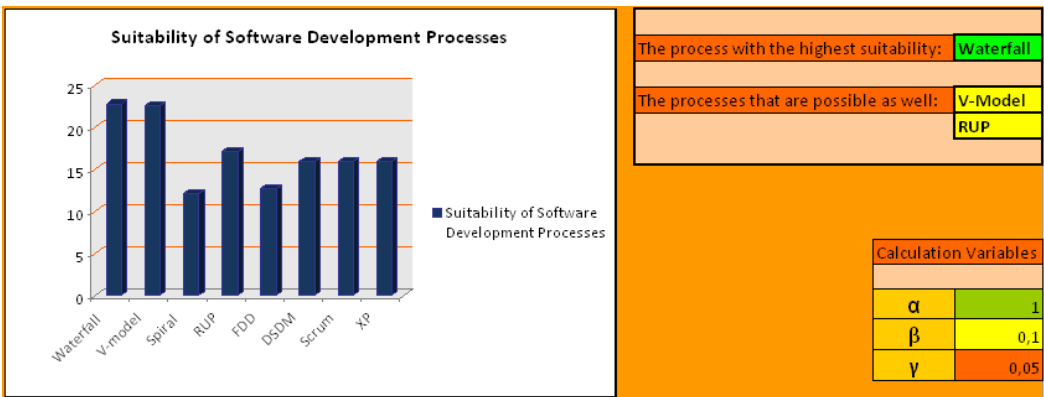 Suitability of Software Development Processes
25
20
15
10
5
0
Waterfall
V-model
Spiral
RUP
FDD
DSDM
Scrum
XP
Suitability of Software
Development Processes
The process with the highest suitability: Waterfall
The processes that are possible as well: V-Model
RUP
Calculation Variables
α 1
β 0,1
γ 0,05